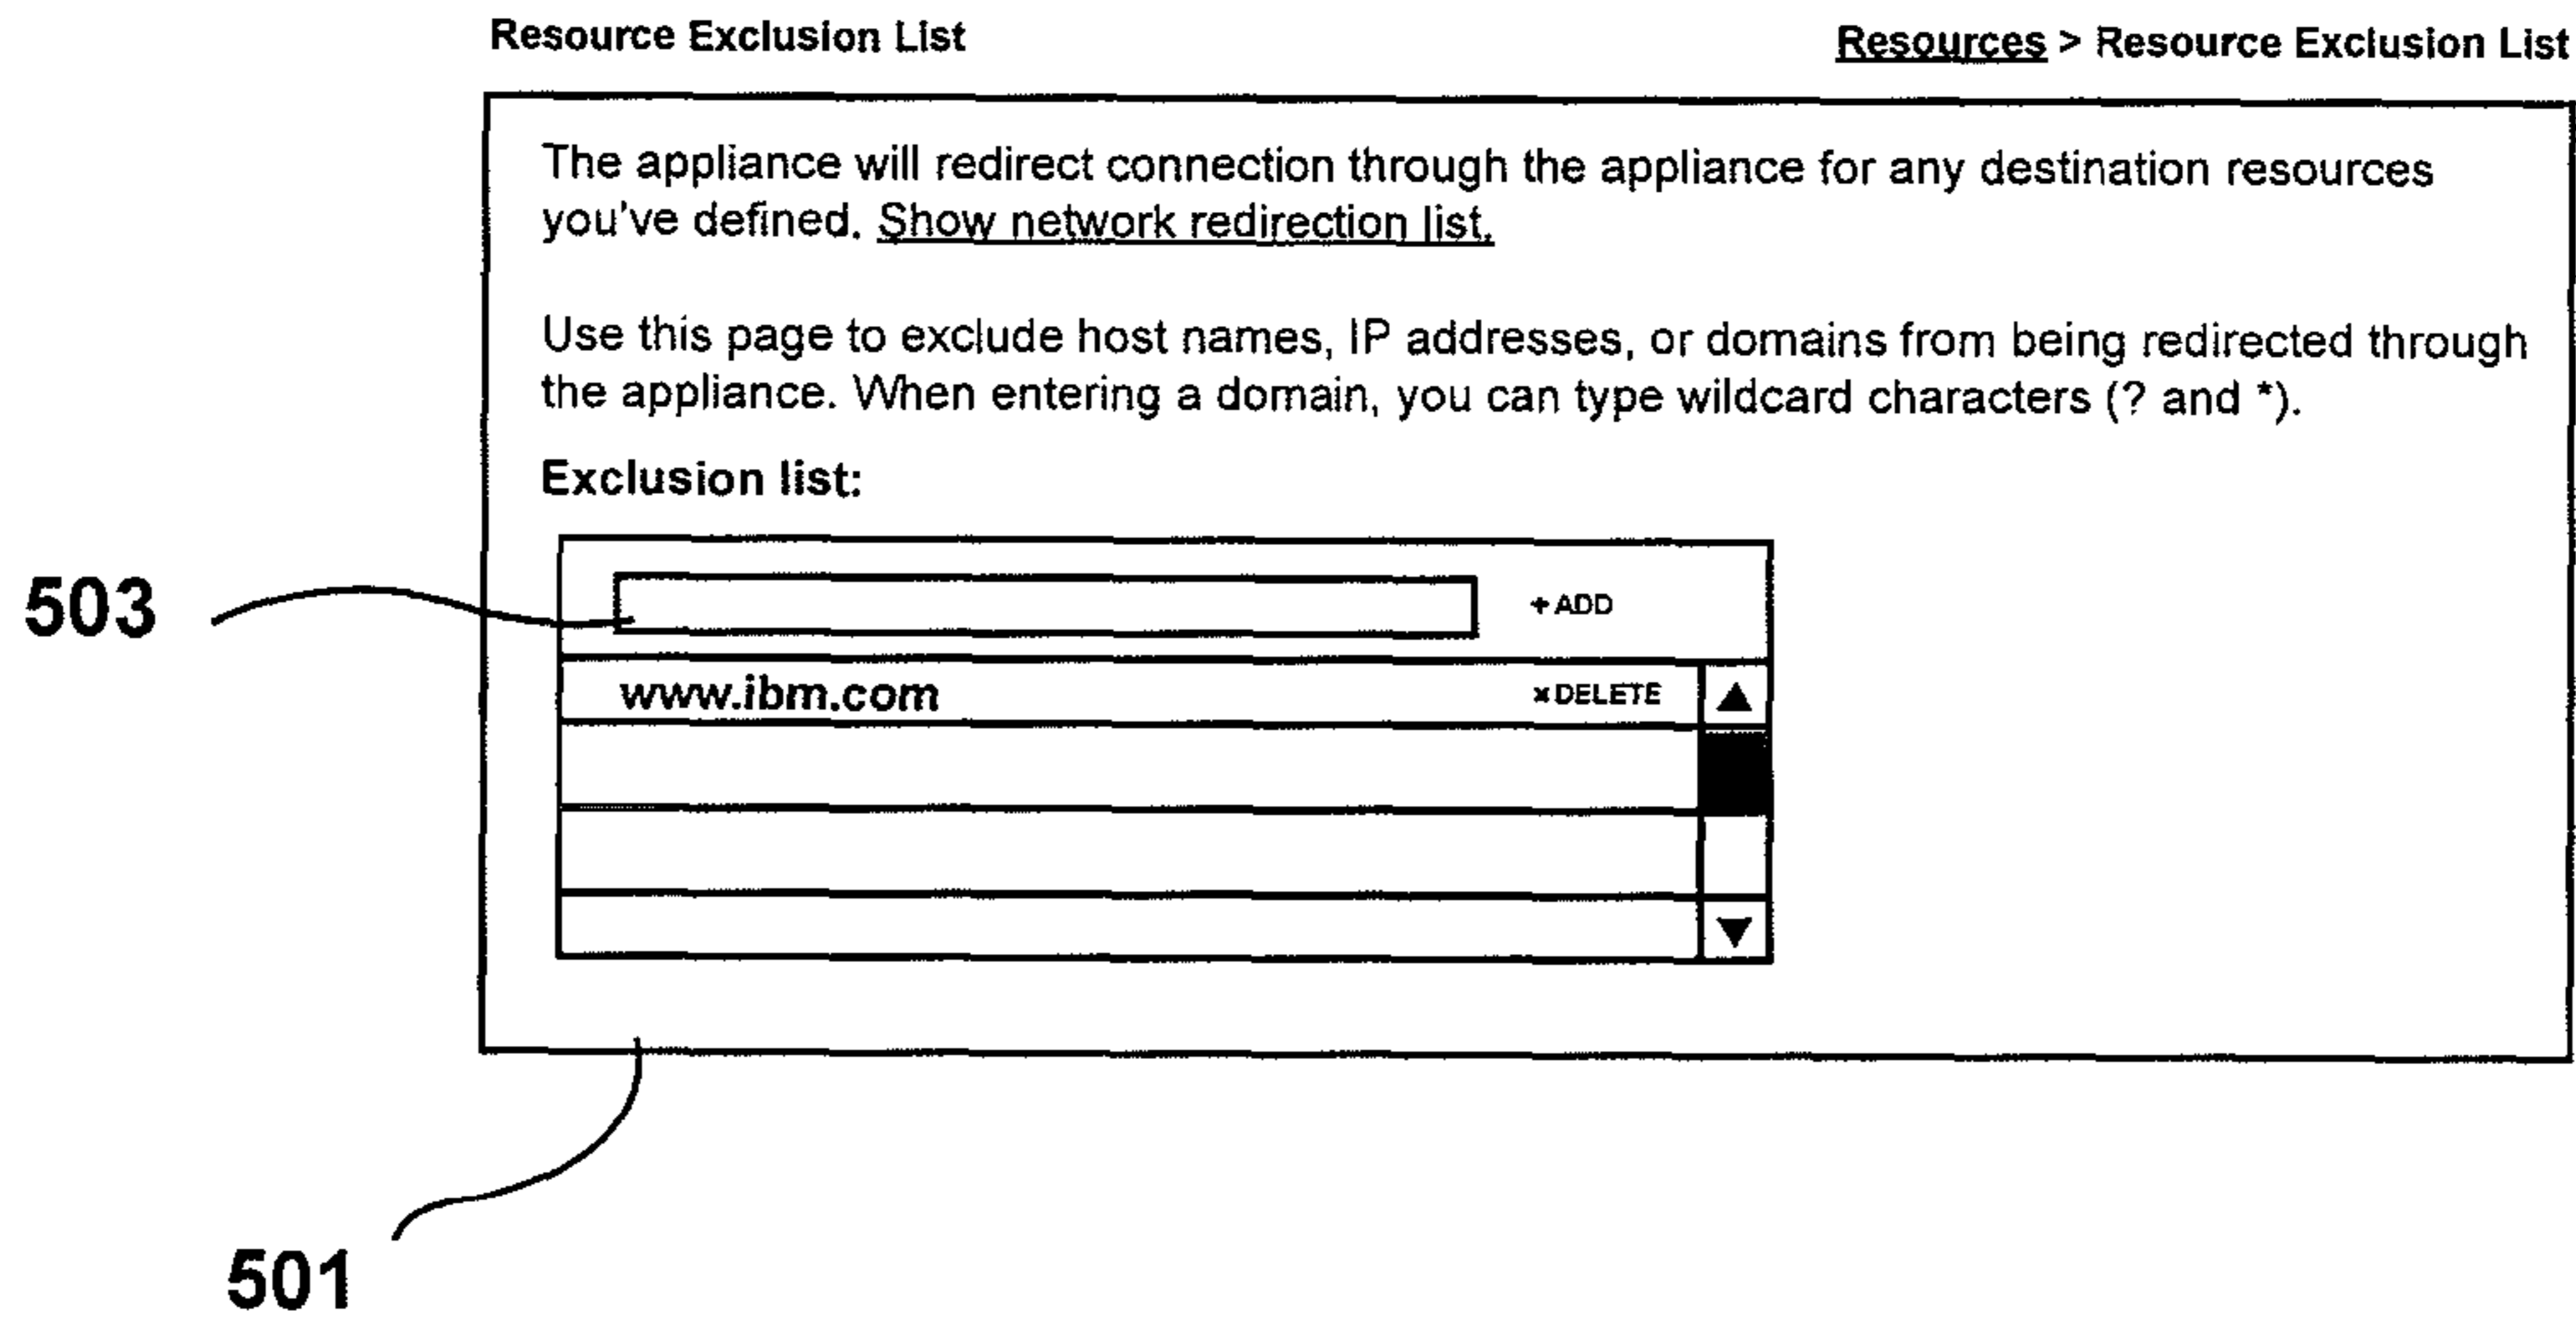 Resource Exclusion List
Resources > Resource Exclusion List
The appliance will redirect connection through the appliance for any destination resources
you've defined. Show network redirection list.
Use this page to exclude host names, IP addresses, or domains from being redirected through
the appliance. When entering a domain, you can type wildcard characters (? and *).
Exclusion list:
503
+ ADD
www.ibm.com
x DELETE
501